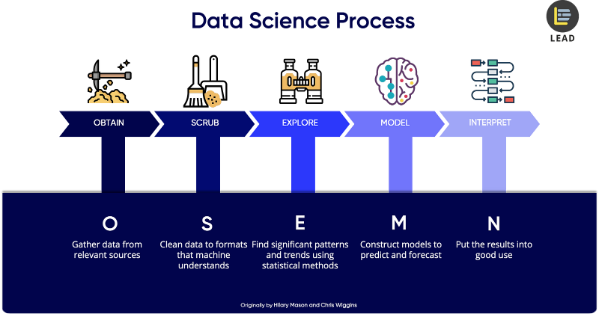 Data Science Process
LEAD
OBTAIN
SCRUB
EXPLORE
MODEL
INTERPRET
O
Gather data from
relevant sources
S
Clean data to formats
that machine
understands
E
Find significant patterns
and trends using
statistical methods
M
Construct models to
predict and forecast
N
Put the results into
good use
Originally by Hilary Mason and Chris Wiggins